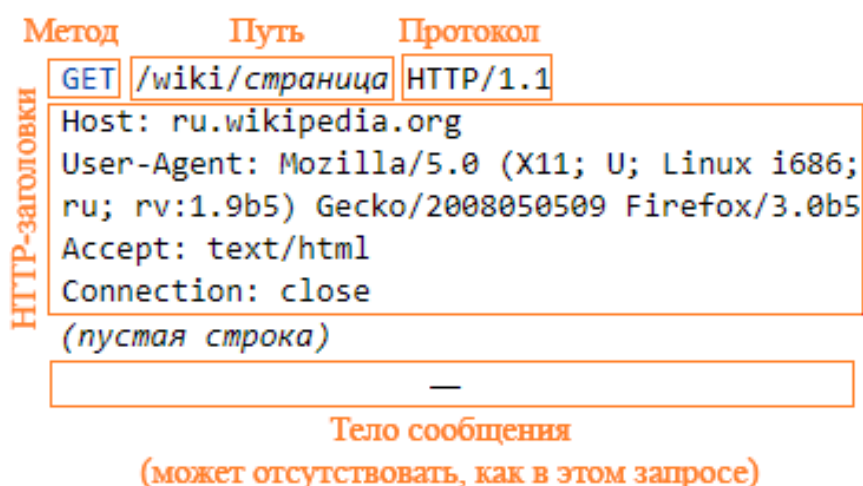 Метод Путь Протокол
GET /wiki/страница HTTP/1.1
HTTP-заголовки
Host: ru.wikipedia.org
User-Agent: Mozilla/5.0 (X11; U; Linux i686;
ru; rv:1.9b5) Gecko/2008050509 Firefox/3.0b5
Accept: text/html
Connection: close
(пустая строка)
—
Тело сообщения
(может отсутствовать, как в этом запросе)